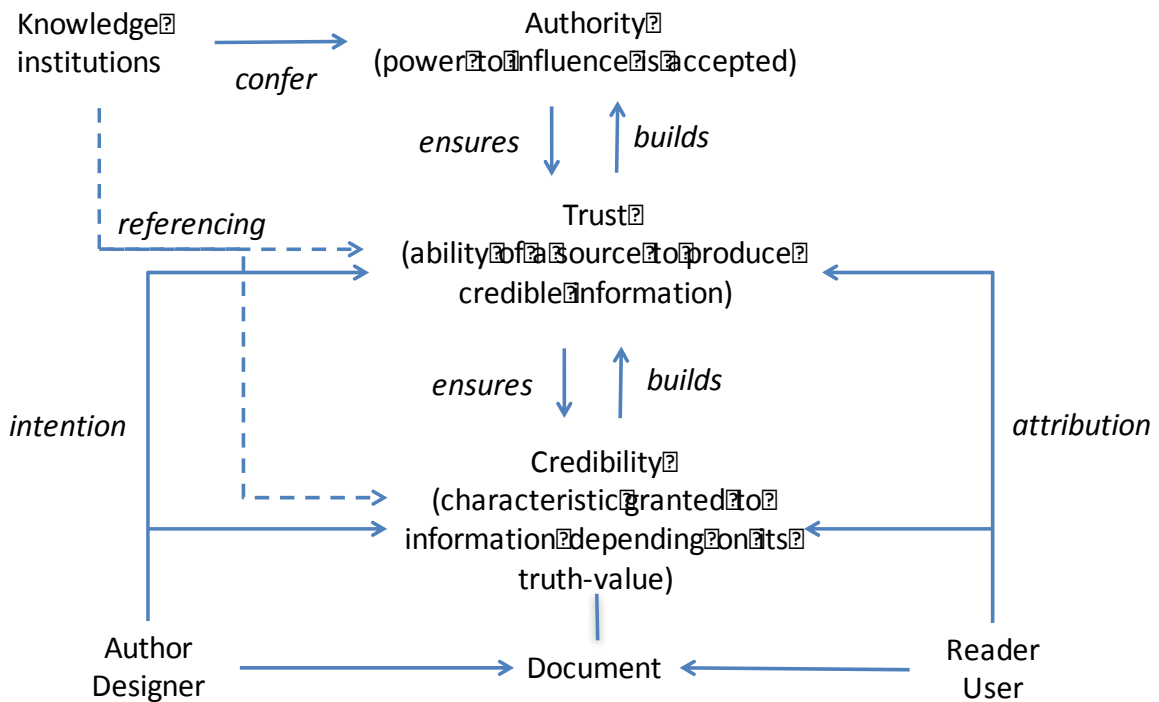 Knowledge
institutions
confer
Authority
(power to influence is accepted)
ensures
builds
referencing
Trust
(ability of a source to produce
credible information)
ensures
builds
intention
attribution
Credibility
(characteristic granted to
information depending on its
truth-value)
Author
Designer
Document
Reader
User